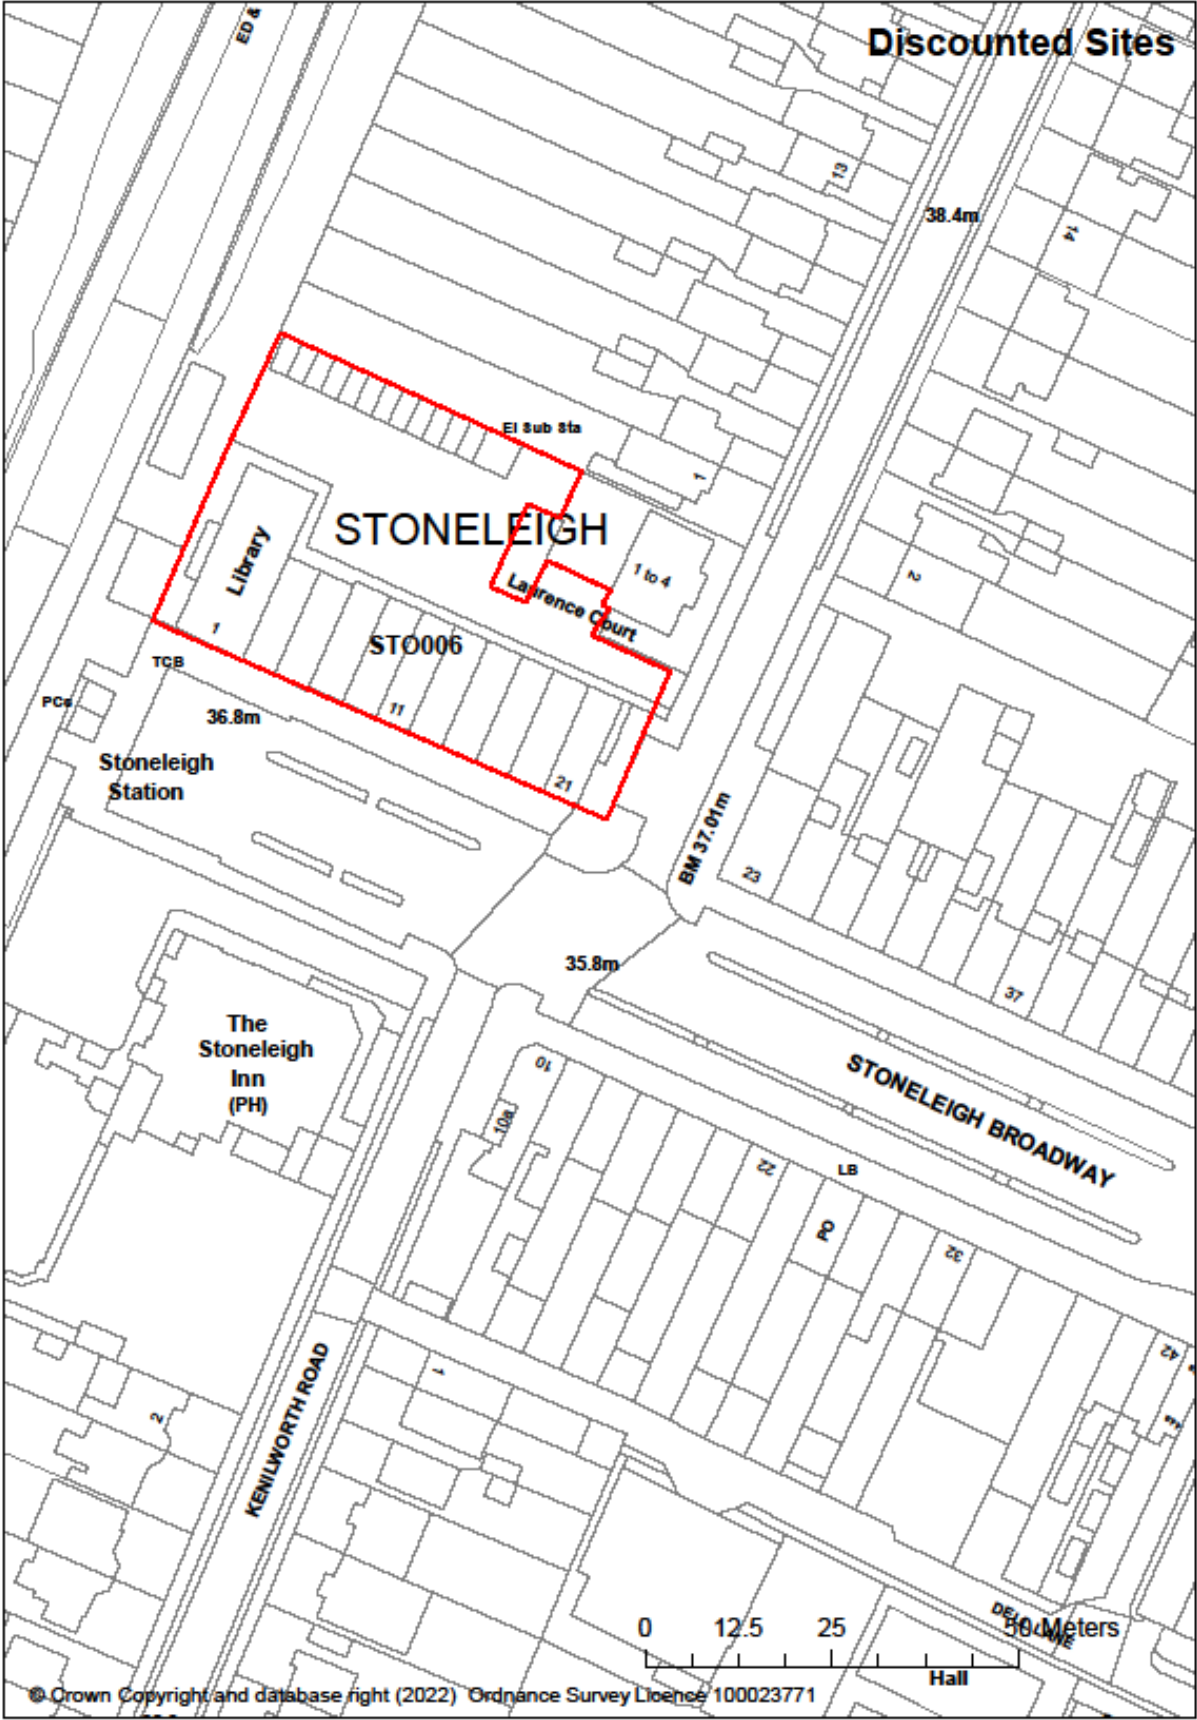 Discounted Sites
ED &
13
38.4m
14
El Sub Sta
1
STONELEIGH
1 to 4
2
Library
Laurence Court
1
STO006
TCB
PCs
36.8m
11
21
Stoneleigh
Station
BM 37.01m
23
35.8m
37
The
Stoneleigh
Inn
(PH)
10
10a
STONELEIGH BROADWAY
22
LB
PO
32
42
KENILWORTH ROAD
1
2
44
DELL LANE
0 12.5 25 50 Meters
Hall
© Crown Copyright and database right (2022) Ordnance Survey Licence 100023771